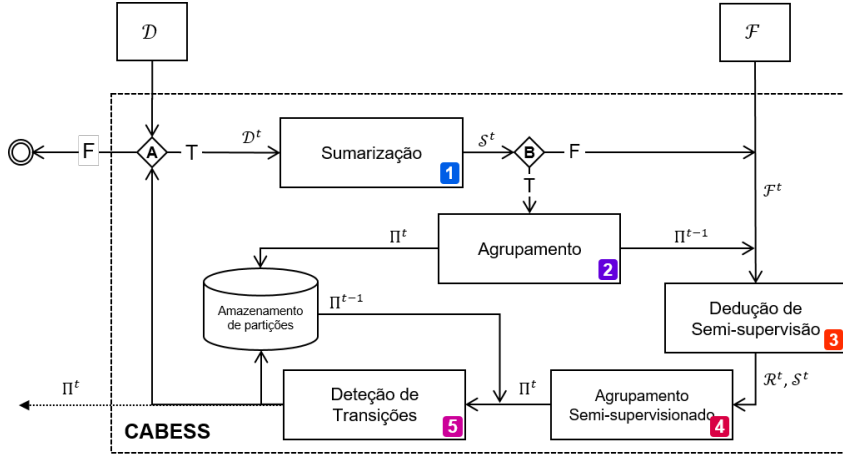 𝒟
ℱ
F
A
T
𝒟ᵗ
Sumarização
1
𝒮ᵗ
B
F
T
ℱᵗ
Πᵗ
Agrupamento
2
Πᵗ⁻¹
Amazenamento
de partições
Πᵗ⁻¹
Dedução de
Semi-supervisão
3
ℛᵗ, 𝒮ᵗ
Πᵗ
Deteção de
Transições
5
Πᵗ
Agrupamento
Semi-supervisionado
4
CABESS